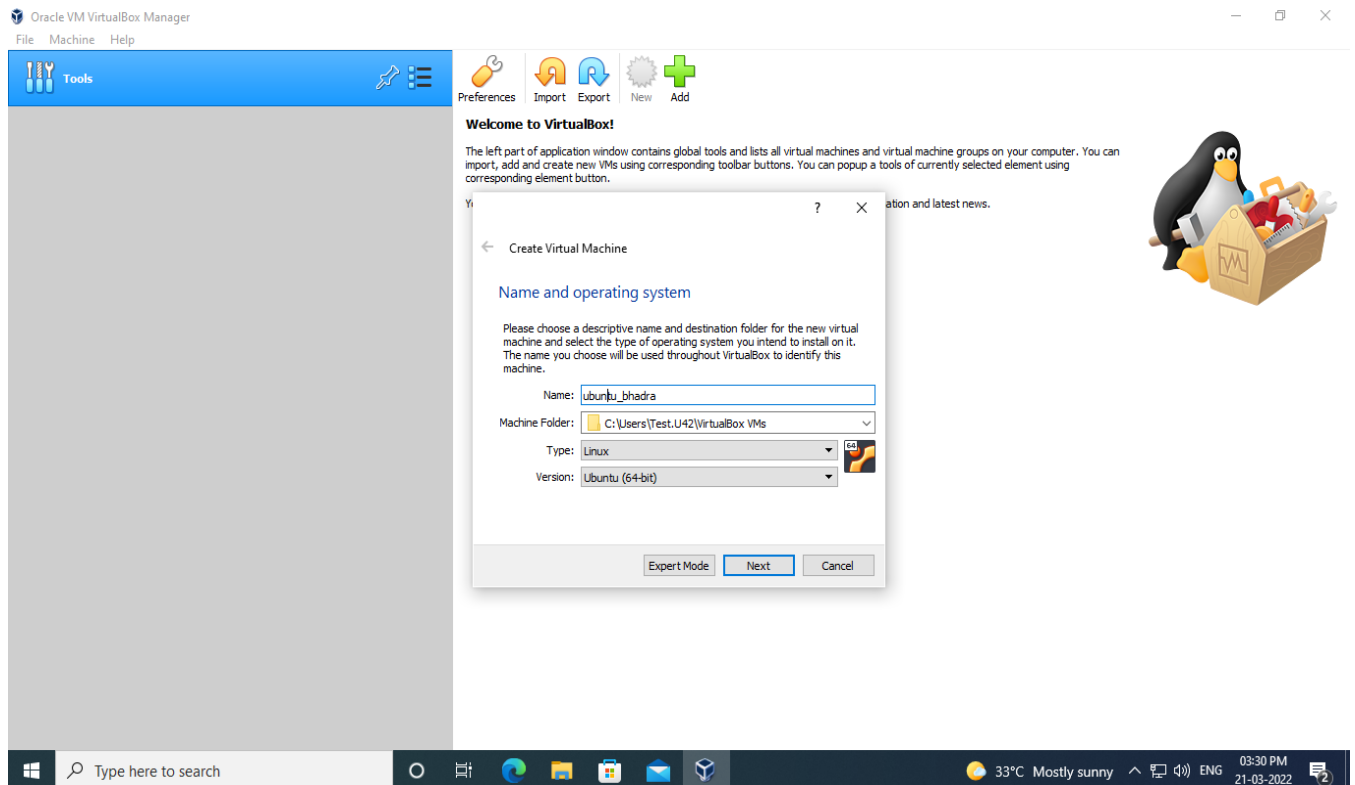 Oracle VM VirtualBox Manager
File Machine Help
Tools
Preferences Import Export New Add
Welcome to VirtualBox!
The left part of application window contains global tools and lists all virtual machines and virtual machine groups on your computer. You can
import, add and create new VMs using corresponding toolbar buttons. You can popup a tools of currently selected element using
corresponding element button.
ation and latest news.
?
Create Virtual Machine
Name and operating system
Please choose a descriptive name and destination folder for the new virtual
machine and select the type of operating system you intend to install on it.
The name you choose will be used throughout VirtualBox to identify this
machine.
Name: ubuntu_bhadra
Machine Folder: C:\Users\Test.U42\VirtualBox VMs
Type: Linux
64
Version: Ubuntu (64-bit)
Expert Mode Next Cancel
Type here to search
33°C Mostly sunny
ENG
03:30 PM
21-03-2022
2